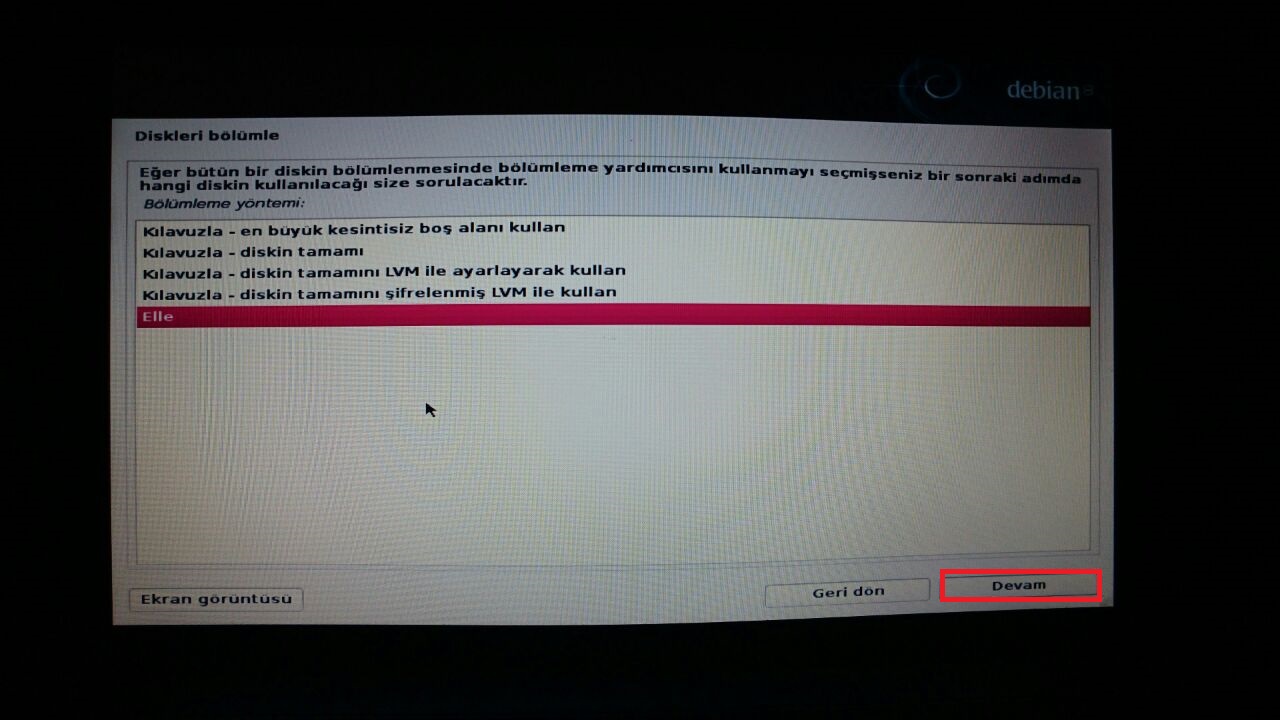 debian 8
Diskleri bölümle
Eğer bütün bir diskin bölümlenmesinde bölümleme yardımcısını kullanmayı seçmişseniz bir sonraki adımda
hangi diskin kullanılacağı size sorulacaktır.
Bölümleme yöntemi:
Kılavuzla - en büyük kesintisiz boş alanı kullan
Kılavuzla - diskin tamamı
Kılavuzla - diskin tamamını LVM ile ayarlayarak kullan
Kılavuzla - diskin tamamını şifrelenmiş LVM ile kullan
Elle
Ekran görüntüsü
Geri dön
Devam